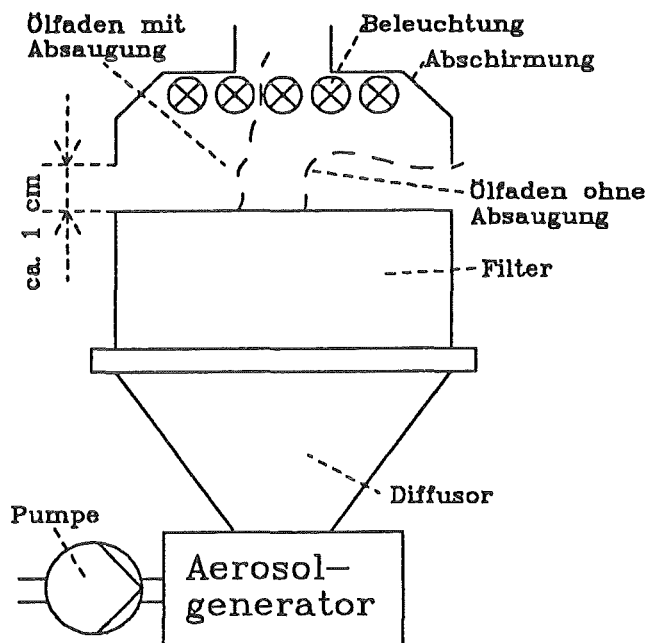 Ölfaden mit
Absaugung
Beleuchtung
Abschirmung
ca. 1 cm
Ölfaden ohne
Absaugung
Filter
Diffusor
Pumpe
Aerosol-
generator